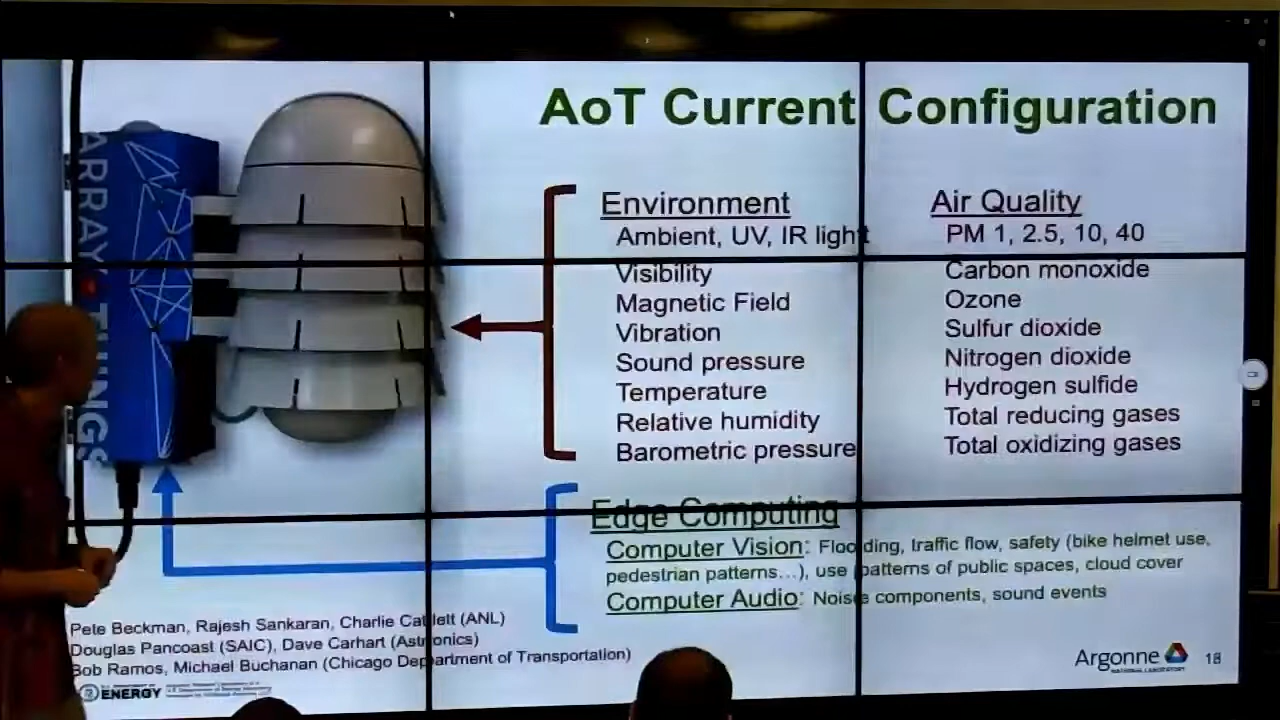 AoT Current Configuration
ARRAY THINGS
Environment
Ambient, UV, IR light
Visibility
Magnetic Field
Vibration
Sound pressure
Temperature
Relative humidity
Barometric pressure
Air Quality
PM 1, 2.5, 10, 40
Carbon monoxide
Ozone
Sulfur dioxide
Nitrogen dioxide
Hydrogen sulfide
Total reducing gases
Total oxidizing gases
Edge Computing
Computer Vision: Flooding, traffic flow, safety (bike helmet use,
pedestrian patterns...), use patterns of public spaces, cloud cover
Computer Audio: Noise components, sound events
Pete Beckman, Rajesh Sankaran, Charlie Catlett (ANL)
Douglas Pancoast (SAIC), Dave Carhart (Astronics)
Bob Ramos, Michael Buchanan (Chicago Department of Transportation)
ENERGY
Argonne
NATIONAL LABORATORY
18